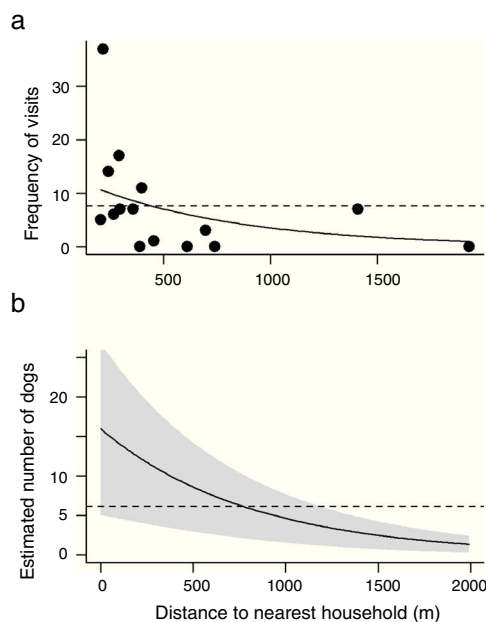 a
Frequency of visits
30
20
10
0
500 1000 1500
b
Estimated number of dogs
20
10
5
0
0 500 1000 1500 2000
Distance to nearest household (m)